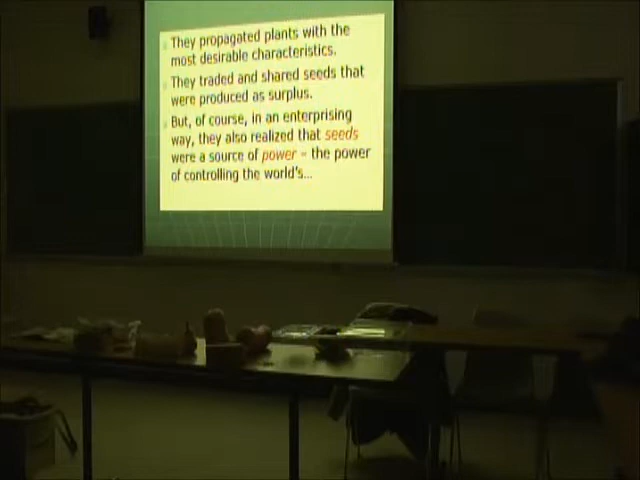 They propagated plants with the
most desirable characteristics.
They traded and shared seeds that
were produced as surplus.
But, of course, in an enterprising
way, they also realized that seeds
were a source of power – the power
of controlling the world's...